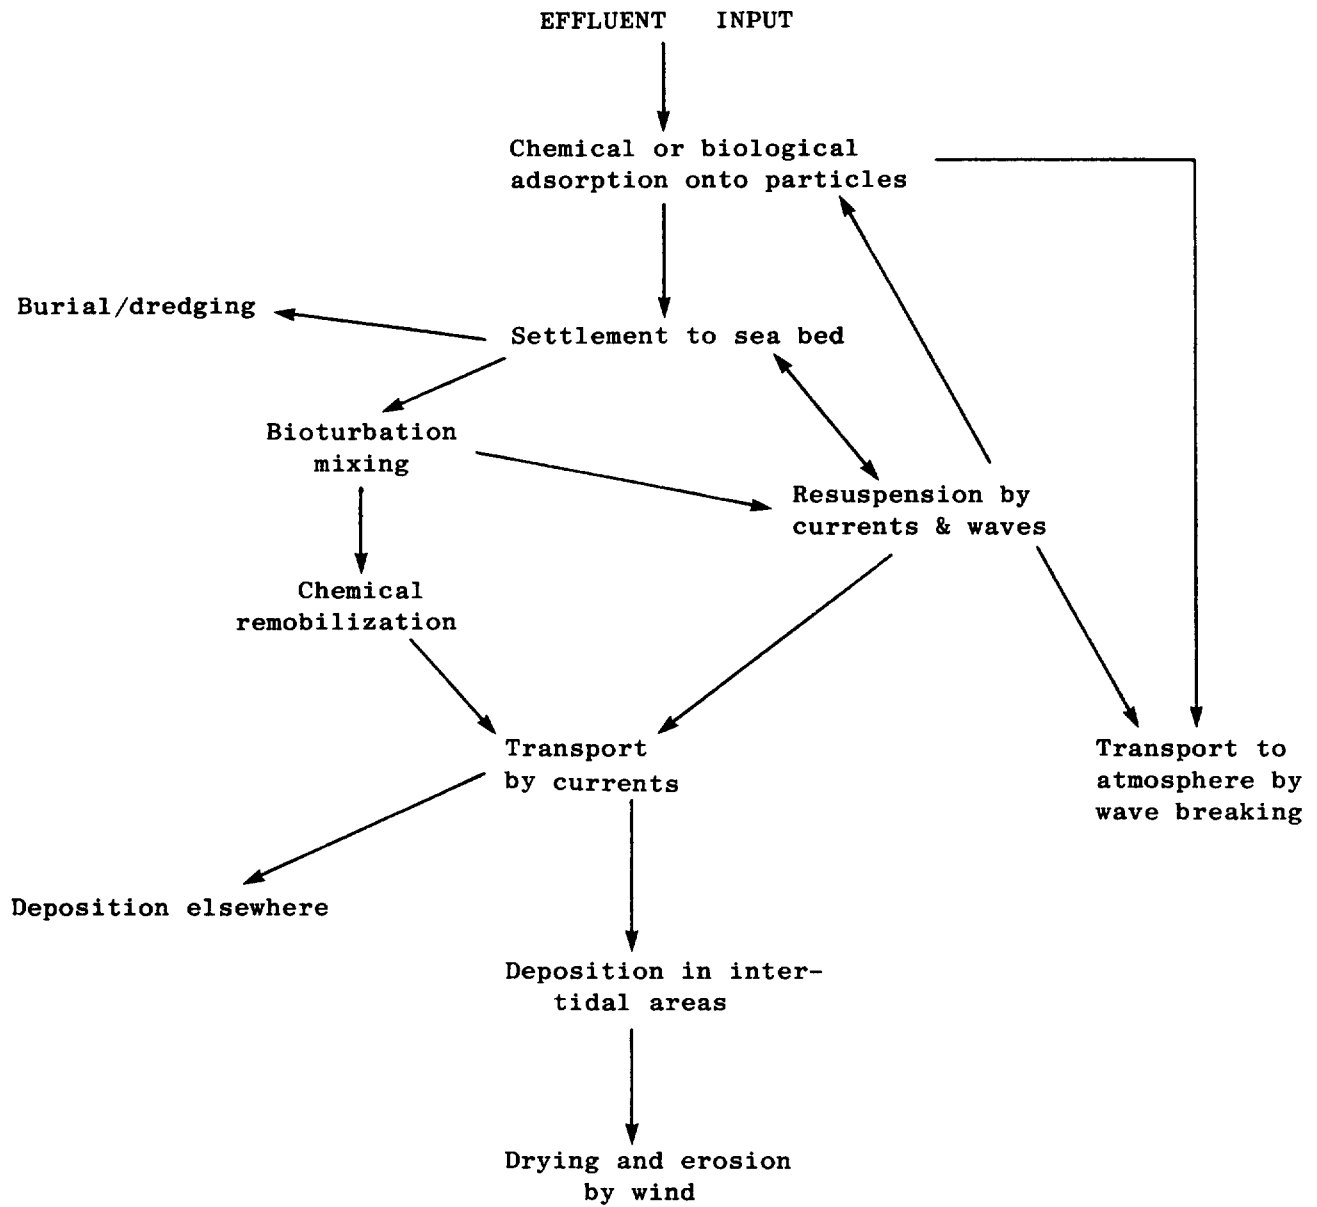 EFFLUENT INPUT
Chemical or biological
adsorption onto particles
Burial/dredging
Settlement to sea bed
Bioturbation
mixing
Resuspension by
currents & waves
Chemical
remobilization
Transport
by currents
Transport to
atmosphere by
wave breaking
Deposition elsewhere
Deposition in inter-
tidal areas
Drying and erosion
by wind